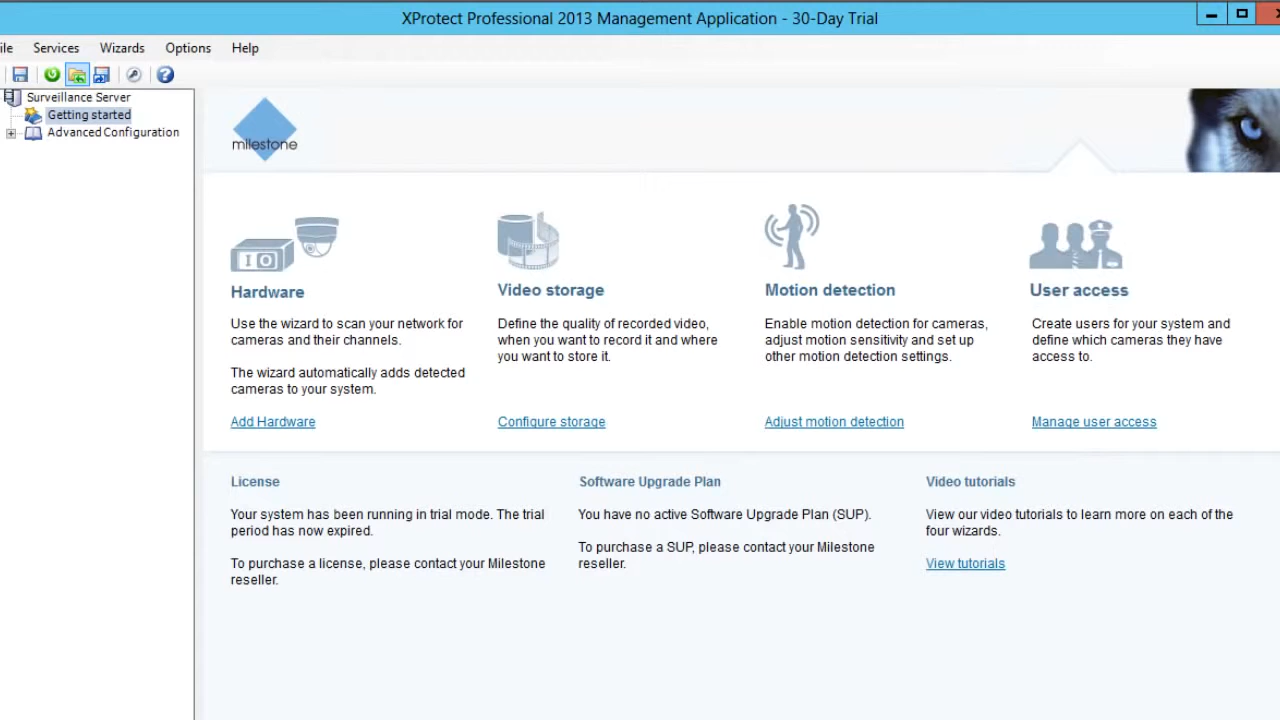 XProtect Professional 2013 Management Application - 30-Day Trial
ile Services Wizards Options Help
Surveillance Server
Getting started
Advanced Configuration
milestone
I O
Hardware
Use the wizard to scan your network for
cameras and their channels.
The wizard automatically adds detected
cameras to your system.
Add Hardware
Video storage
Define the quality of recorded video,
when you want to record it and where
you want to store it.
Configure storage
Motion detection
Enable motion detection for cameras,
adjust motion sensitivity and set up
other motion detection settings.
Adjust motion detection
User access
Create users for your system and
define which cameras they have
access to.
Manage user access
License
Your system has been running in trial mode. The trial
period has now expired.
To purchase a license, please contact your Milestone
reseller.
Software Upgrade Plan
You have no active Software Upgrade Plan (SUP).
To purchase a SUP, please contact your Milestone
reseller.
Video tutorials
View our video tutorials to learn more on each of the
four wizards.
View tutorials